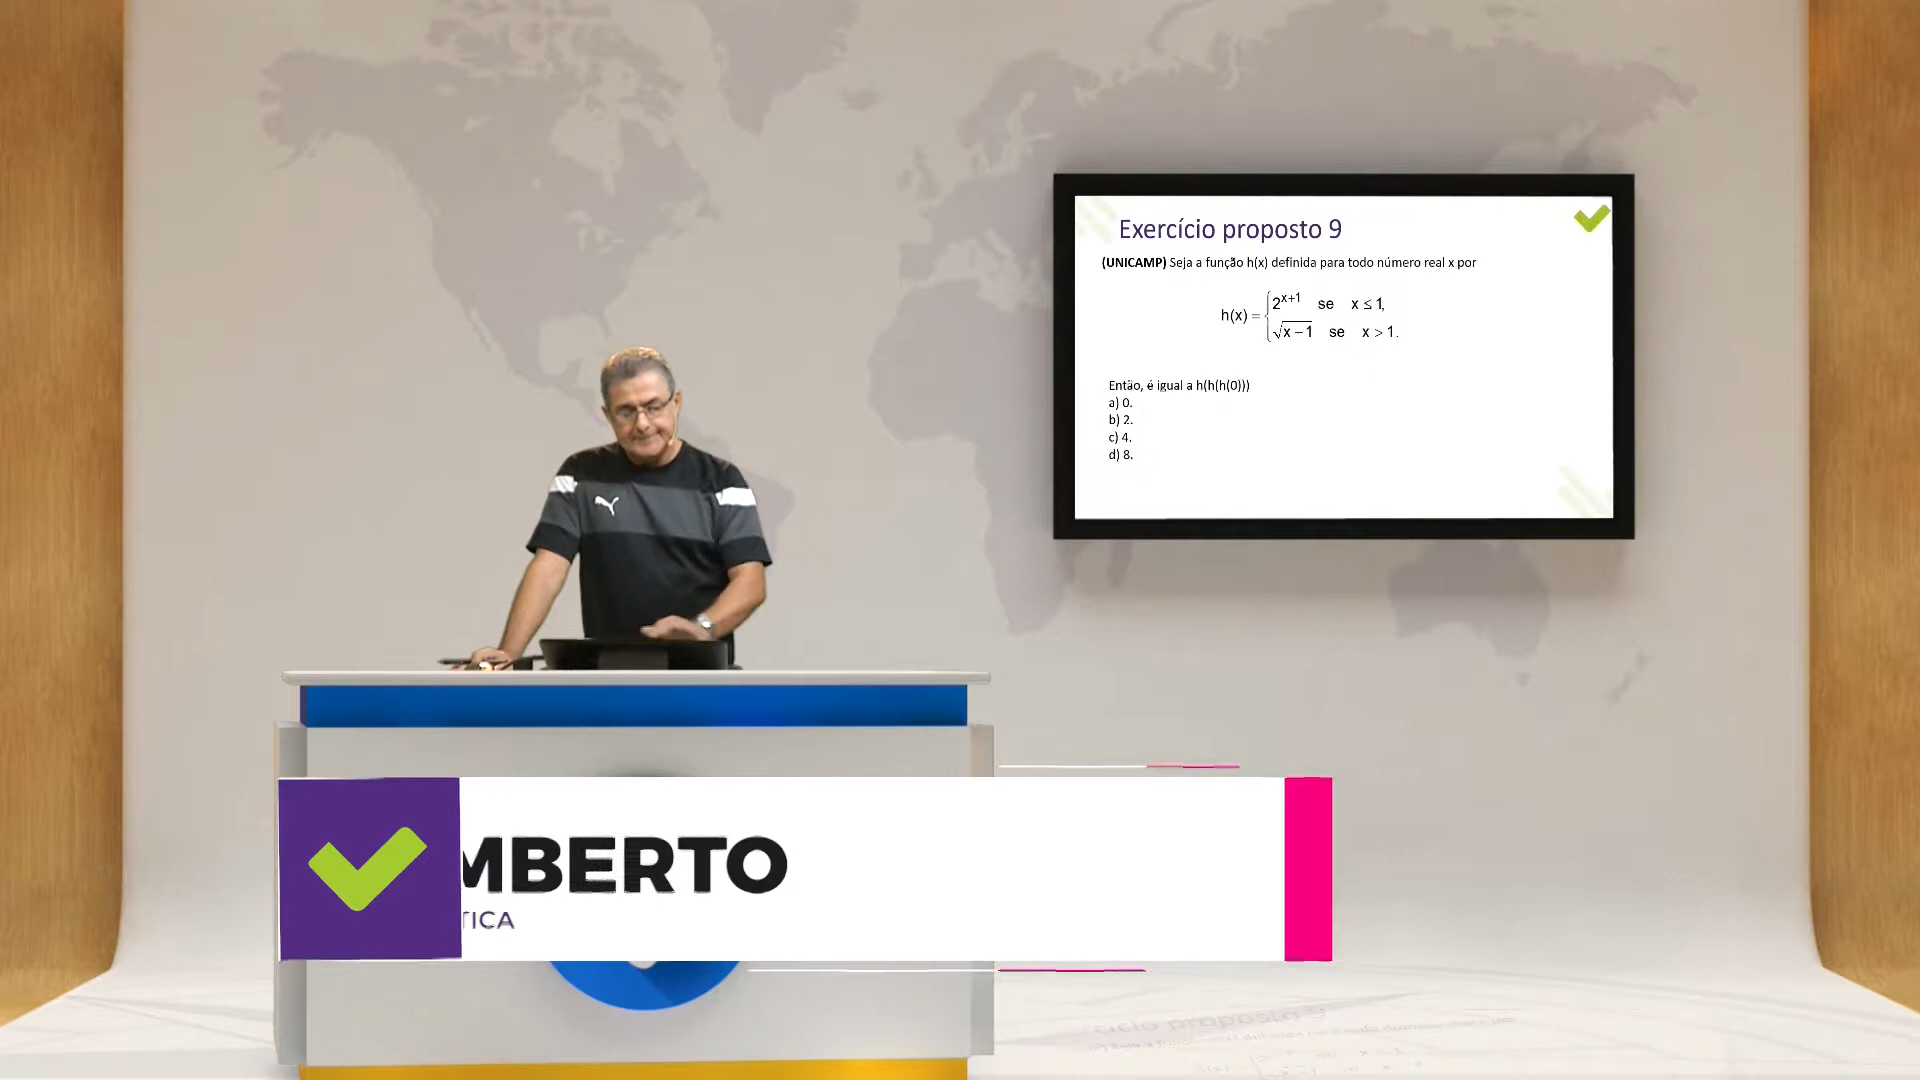 Exercício proposto 9
(UNICAMP) Seja a função h(x) definida para todo número real x por
h(x) = { 2^{x+1} se x ≤ 1,
√(x – 1) se x > 1.
Então, é igual a h(h(h(0)))
a) 0.
b) 2.
c) 4.
d) 8.
MBERTO
TICA